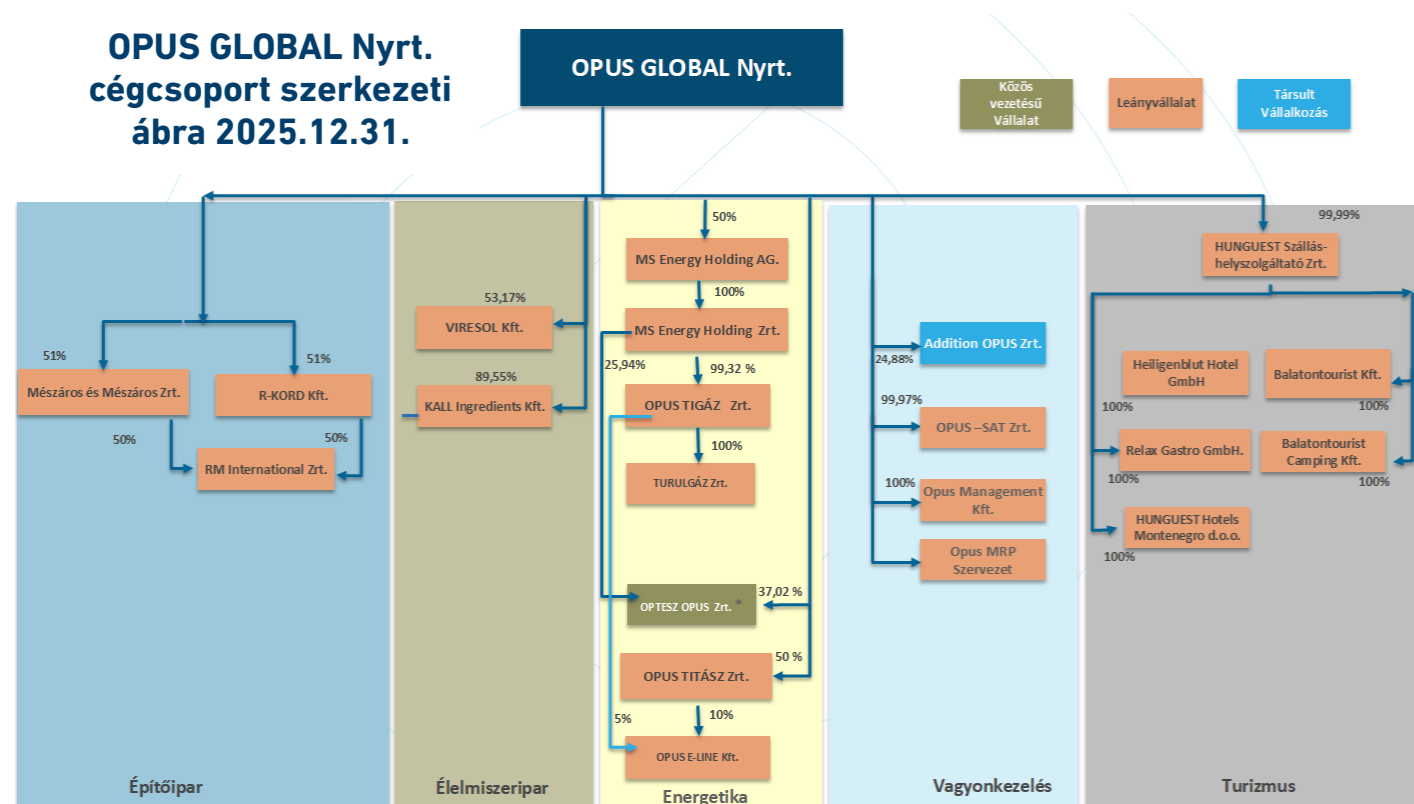 OPUS GLOBAL Nyrt.
cégcsoport szerkezeti
ábra 2025.12.31.
OPUS GLOBAL Nyrt.
Közös
vezetésű
Vállalat
Leányvállalat
Társult
Vállalkozás
51%
Mészáros és Mészáros Zrt.
51%
R-KORD Kft.
50%
50%
RM International Zrt.
Építőipar
53,17%
VIRESOL Kft.
89,55%
KALL Ingredients Kft.
Élelmiszeripar
50%
MS Energy Holding AG.
100%
MS Energy Holding Zrt.
25,94%
99,32 %
OPUS TIGÁZ Zrt.
100%
TURULGÁZ Zrt.
37,02 %
OPTESZ OPUS Zrt. *
50 %
OPUS TITÁSZ Zrt.
5%
10%
OPUS E-LINE Kft.
Energetika
Addition OPUS Zrt.
24,88%
99,97%
OPUS –SAT Zrt.
100%
Opus Management
Kft.
Opus MRP
Szervezet
Vagyonkezelés
99,99%
HUNGUEST Szállás-
helyszolgáltató Zrt.
Heiligenblut Hotel
GmbH
100%
Balatontourist Kft.
100%
Relax Gastro GmbH.
100%
Balatontourist
Camping Kft.
100%
HUNGUEST Hotels
Montenegro d.o.o.
100%
Turizmus